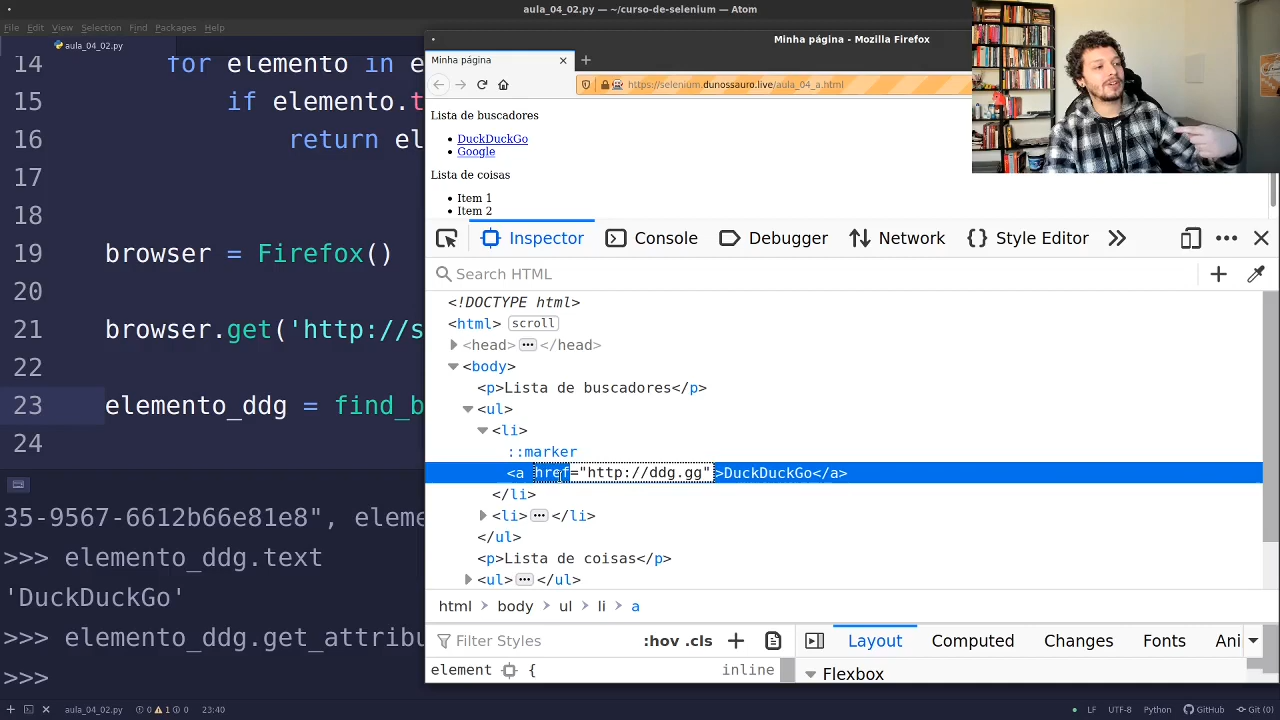 aula_04_02.py — ~/curso-de-selenium — Atom
File Edit View Selection Find Packages Help
aula_04_02.py
14 for elemento in e
15 if elemento.t
16 return el
17
18
19 browser = Firefox()
20
21 browser.get('http://s
22
23 elemento_ddg = find_b
24
35-9567-6612b66e81e8", eleme
>>> elemento_ddg.text
'DuckDuckGo'
>>> elemento_ddg.get_attribu
>>>
aula_04_02.py 0 1 0 23:40
LF UTF-8 Python GitHub Git (0)
Minha página - Mozilla Firefox
Minha página
https://selenium.dunossauro.live/aula_04_a.html
Lista de buscadores
• DuckDuckGo
• Google
Lista de coisas
• Item 1
• Item 2
Inspector Console Debugger Network {} Style Editor
Search HTML
<!DOCTYPE html>
<html> scroll
<head> ••• </head>
<body>
<p>Lista de buscadores</p>
<ul>
<li>
::marker
<a href="http://ddg.gg">DuckDuckGo</a>
</li>
<li> ••• </li>
</ul>
<p>Lista de coisas</p>
<ul> ••• </ul>
html > body > ul > li > a
Filter Styles :hov .cls + Layout Computed Changes Fonts Ani
element { inline
Flexbox